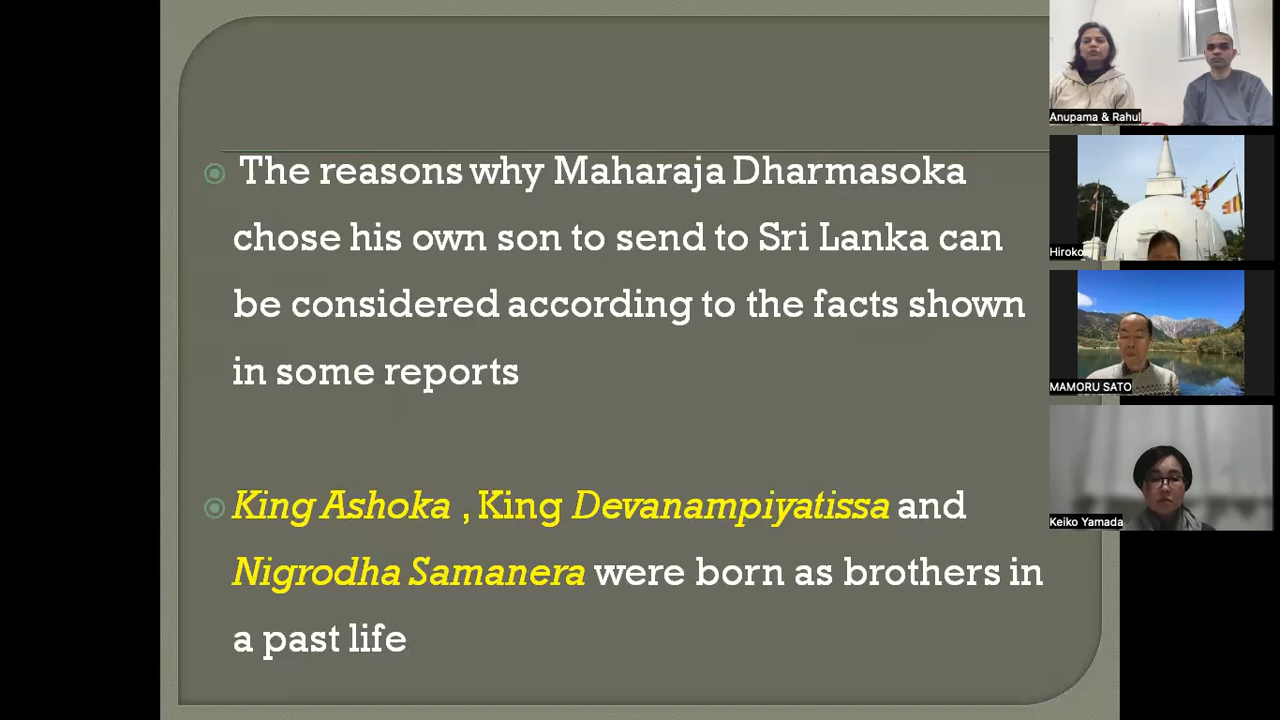 The reasons why Maharaja Dharmasoka
chose his own son to send to Sri Lanka can
be considered according to the facts shown
in some reports
King Ashoka , King Devanampiyatissa and
Nigrodha Samanera were born as brothers in
a past life
Anupama & Rahul
Hiroko
MAMORU SATO
Keiko Yamada